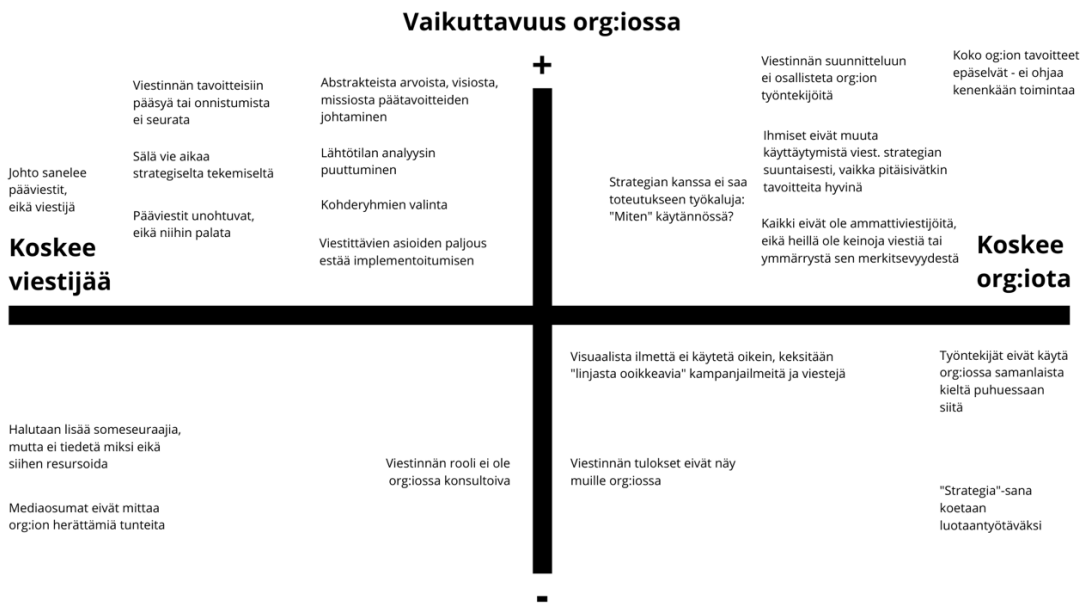 Vaikuttavuus org:iossa
+
Viestinnän tavoitteisiin
pääsyä tai onnistumista
ei seurata
Abstrakteista arvoista, visiosta,
missiosta päätavoitteiden
johtaminen
Viestinnän suunnitteluun
ei osallisteta org:ion
työntekijöitä
Koko og:ion tavoitteet
epäselvät - ei ohjaa
kenenkään toimintaa
Johto sanelee
pääviestit,
eikä viestijä
Sälä vie aikaa
strategiselta tekemiseltä
Lähtötilan analyysin
puuttuminen
Ihmiset eivät muuta
käyttäytymistä viest. strategian
suuntaisesti, vaikka pitäisivätkin
tavoitteita hyvinä
Strategian kanssa ei saa
toteutukseen työkaluja:
"Miten" käytännössä?
Kohderyhmien valinta
Pääviestit unohtuvat,
eikä niihin palata
Viestittävien asioiden paljous
estää implementoitumisen
Kaikki eivät ole ammattiviestijöitä,
eikä heillä ole keinoja viestiä tai
ymmärrystä sen merkitsevyydestä
Koskee
viestijää
Koskee
org:iota
Visuaalista ilmettä ei käytetä oikein, keksitään
"linjasta ooikkeavia" kampanjailmeitä ja viestejä
Työntekijät eivät käytä
org:iossa samanlaista
kieltä puhuessaan
siitä
Halutaan lisää someseuraajia,
mutta ei tiedetä miksi eikä
siihen resursoida
Viestinnän rooli ei ole
org:iossa konsultoiva
Viestinnän tulokset eivät näy
muille org:iossa
Mediaosumat eivät mittaa
org:ion herättämiä tunteita
"Strategia"-sana
koetaan
luotaantyötäväksi
-